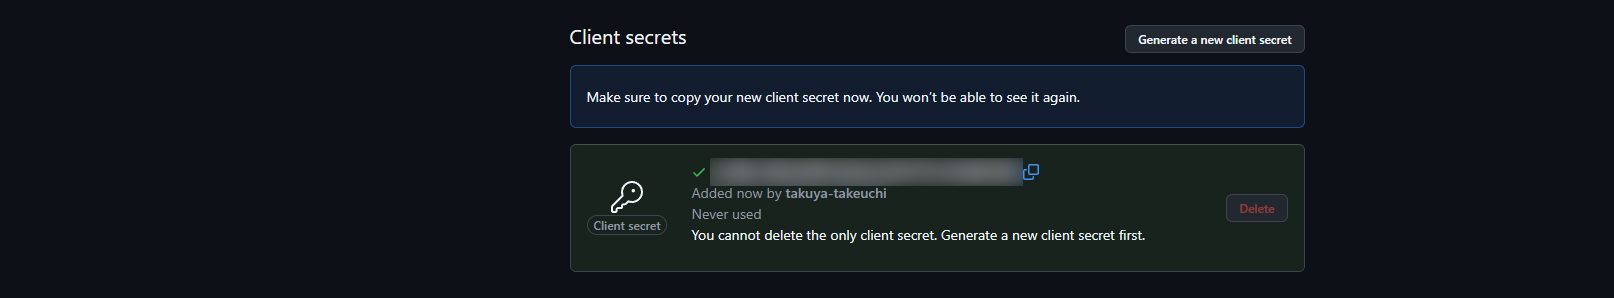 Client secrets
Generate a new client secret
Make sure to copy your new client secret now. You won’t be able to see it again.
Added now by takuya-takeuchi
Never used
Client secret
You cannot delete the only client secret. Generate a new client secret first.
Delete